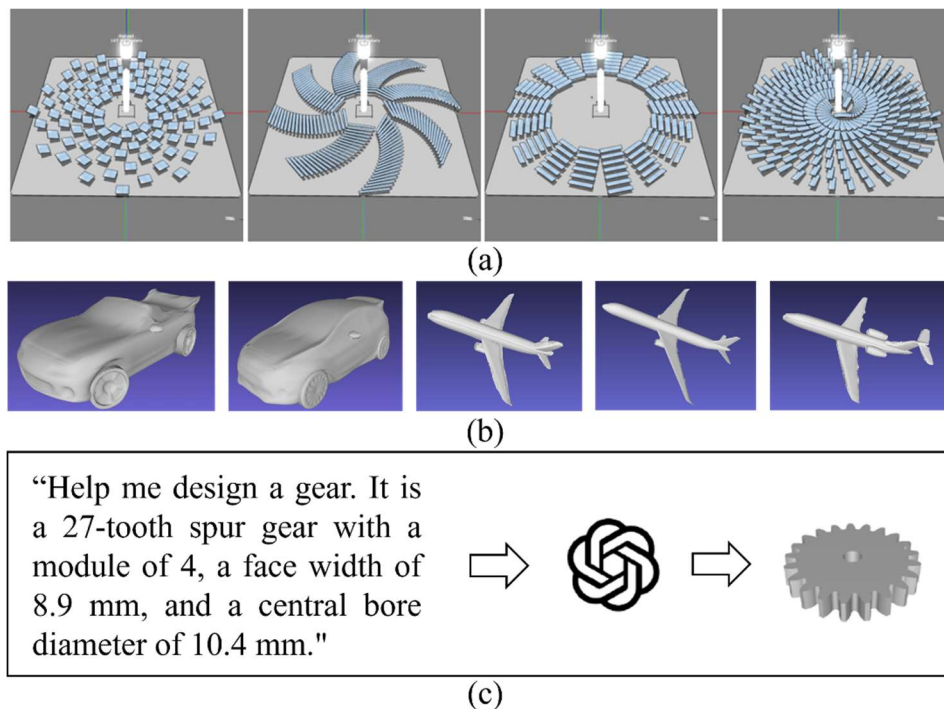 (a)
(b)
“Help me design a gear. It is
a 27-tooth spur gear with a
module of 4, a face width of
8.9 mm, and a central bore
diameter of 10.4 mm."
(c)